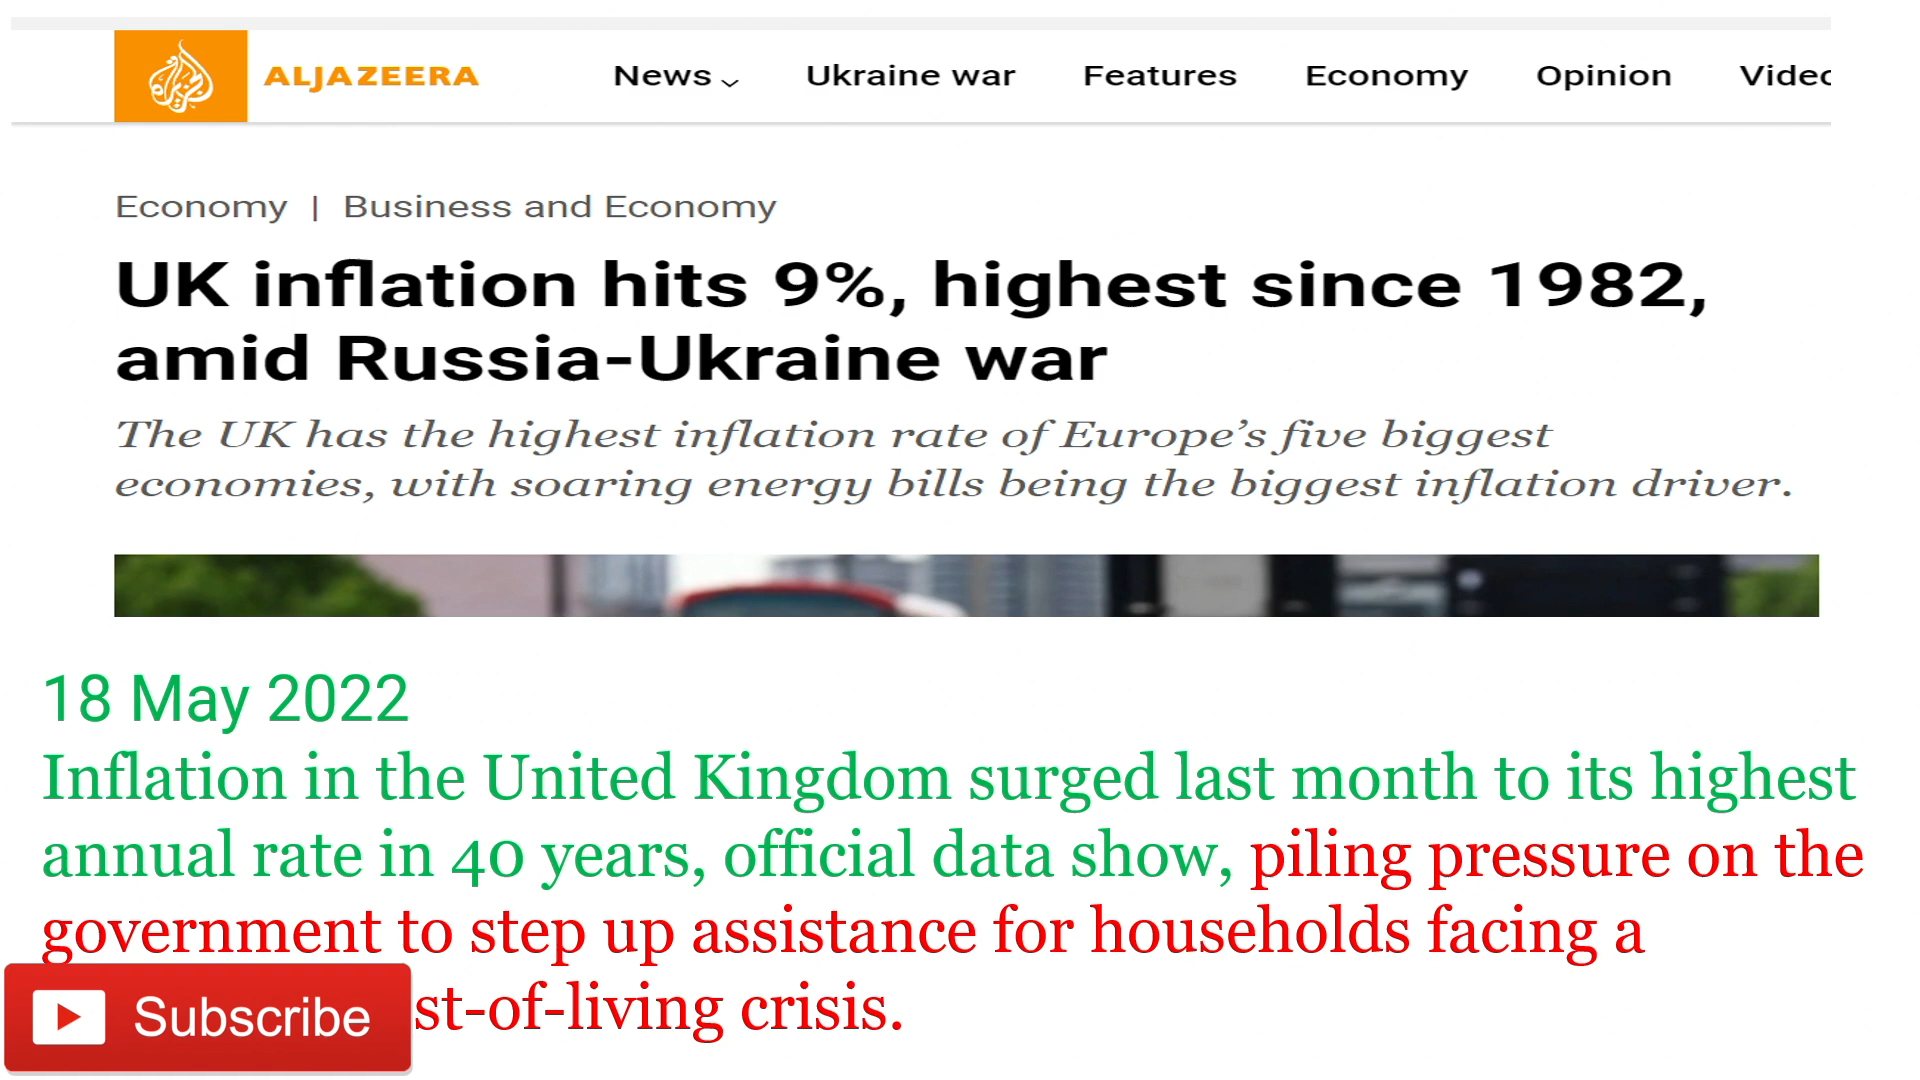 ALJAZEERA News Ukraine war Features Economy Opinion
Economy | Business and Economy
UK inflation hits 9%, highest since 1982,
amid Russia-Ukraine war
The UK has the highest inflation rate of Europe's five biggest
economies, with soaring energy bills being the biggest inflation driver.
18 May 2022
Inflation in the United Kingdom surged last month to its highest
annual rate in 40 years, official data show, piling pressure on the
government to step up assistance for households facing a
Subscribe st-of-living crisis.